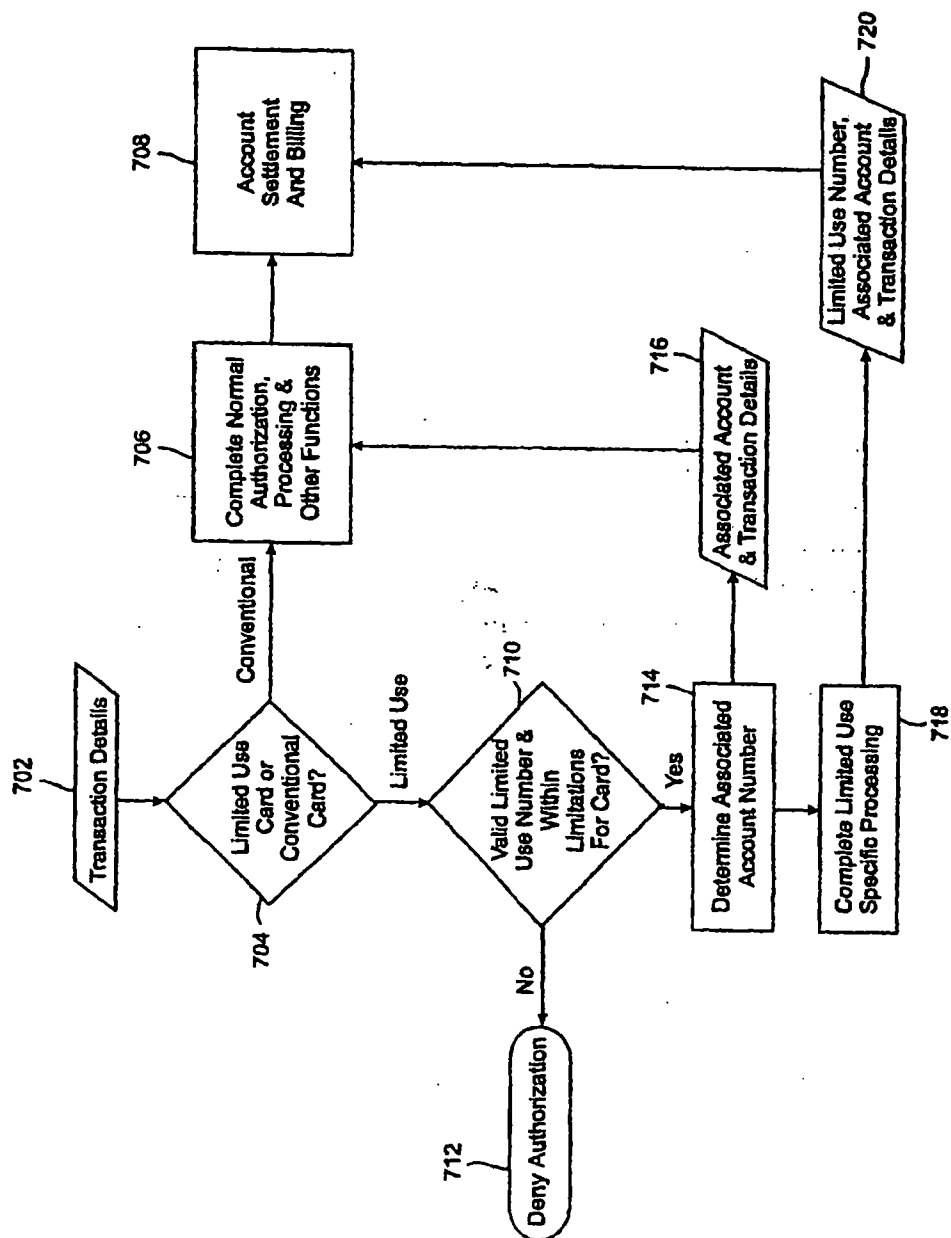 702
Transaction Details
704
Limited Use
Card or
Conventional
Card?
Conventional
706
Complete Normal
Authorization,
Processing &
Other Functions
708
Account
Settlement
And Billing
Limited Use
710
Valid Limited
Use Number &
Within
Limitations
For Card?
No
712
Deny Authorization
Yes
714
Determine Associated
Account Number
716
Associated Account
& Transaction Details
Complete Limited Use
Specific Processing
718
720
Limited Use Number,
Associated Account
& Transaction Details